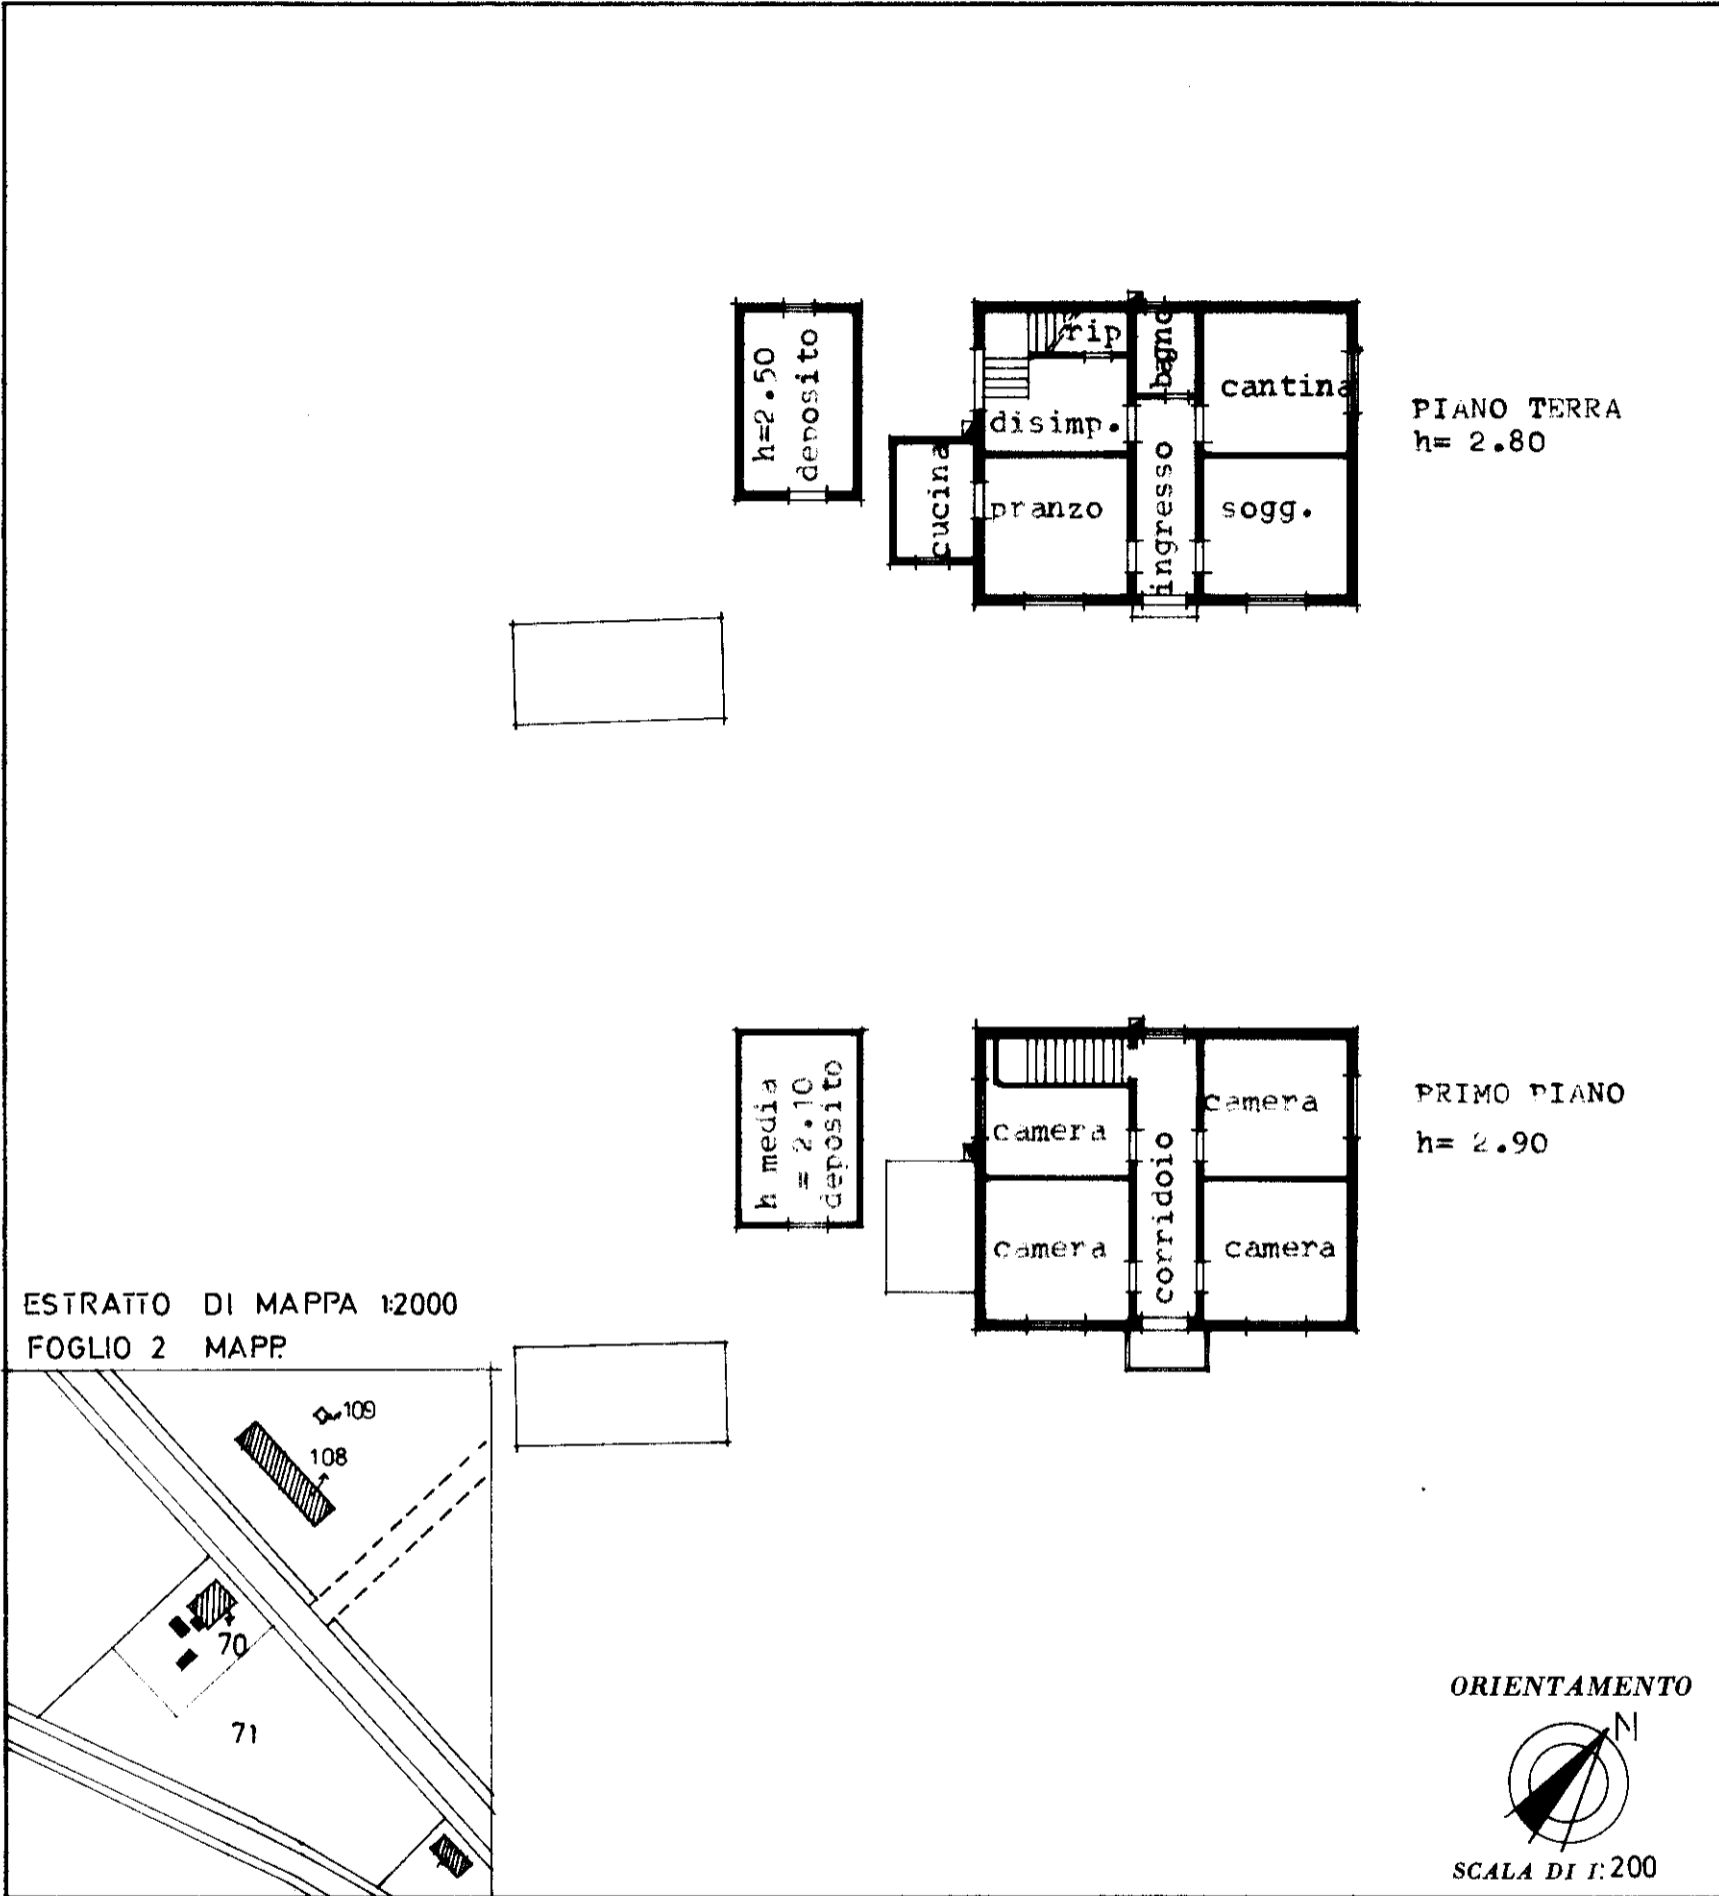 h=2.50
deposito
rip
bagno
cantina
disimp.
cucina
pranzo
ingresso
sogg.
PIANO TERRA
h= 2.80
h media
= 2.10
deposito
camera
camera
camera
corridoio
camera
PRIMO PIANO
h= 2.90
ESTRATTO DI MAPPA 1:2000
FOGLIO 2 MAPP.
109
108
70
71
ORIENTAMENTO
N
SCALA DI 1:200